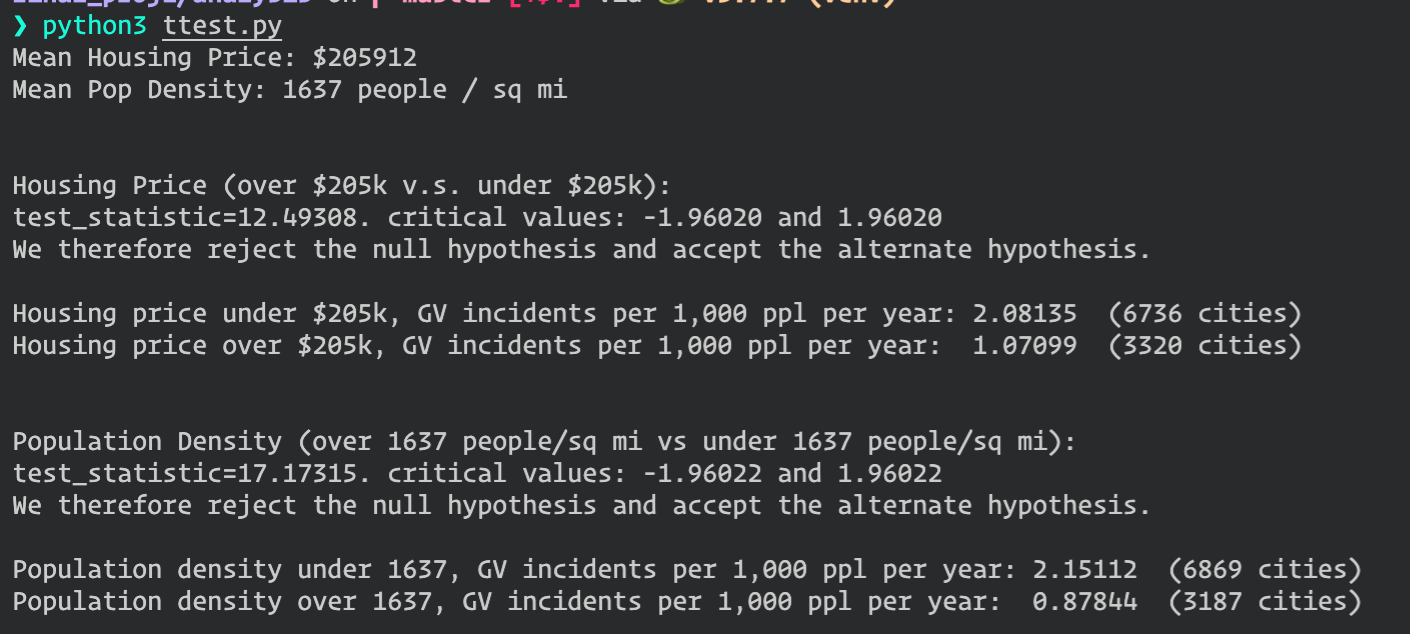 ❯ python3 ttest.py
Mean Housing Price: $205912
Mean Pop Density: 1637 people / sq mi
Housing Price (over $205k v.s. under $205k):
test_statistic=12.49308. critical values: -1.96020 and 1.96020
We therefore reject the null hypothesis and accept the alternate hypothesis.
Housing price under $205k, GV incidents per 1,000 ppl per year: 2.08135  (6736 cities)
Housing price over $205k, GV incidents per 1,000 ppl per year:  1.07099  (3320 cities)
Population Density (over 1637 people/sq mi vs under 1637 people/sq mi):
test_statistic=17.17315. critical values: -1.96022 and 1.96022
We therefore reject the null hypothesis and accept the alternate hypothesis.
Population density under 1637, GV incidents per 1,000 ppl per year: 2.15112  (6869 cities)
Population density over 1637, GV incidents per 1,000 ppl per year:  0.87844  (3187 cities)